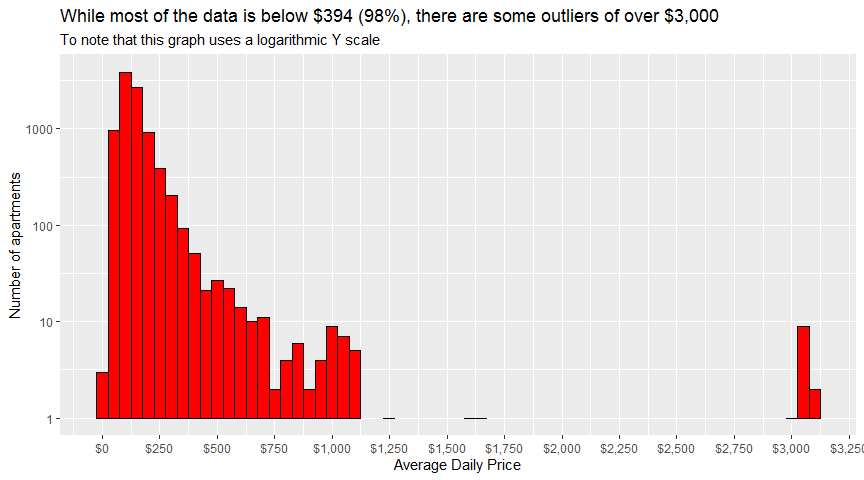 While most of the data is below $394 (98%), there are some outliers of over $3,000
To note that this graph uses a logarithmic Y scale
Number of apartments
1000
100
10
1
$0 $250 $500 $750 $1,000 $1,250 $1,500 $1,750 $2,000 $2,250 $2,500 $2,750 $3,000 $3,25
Average Daily Price